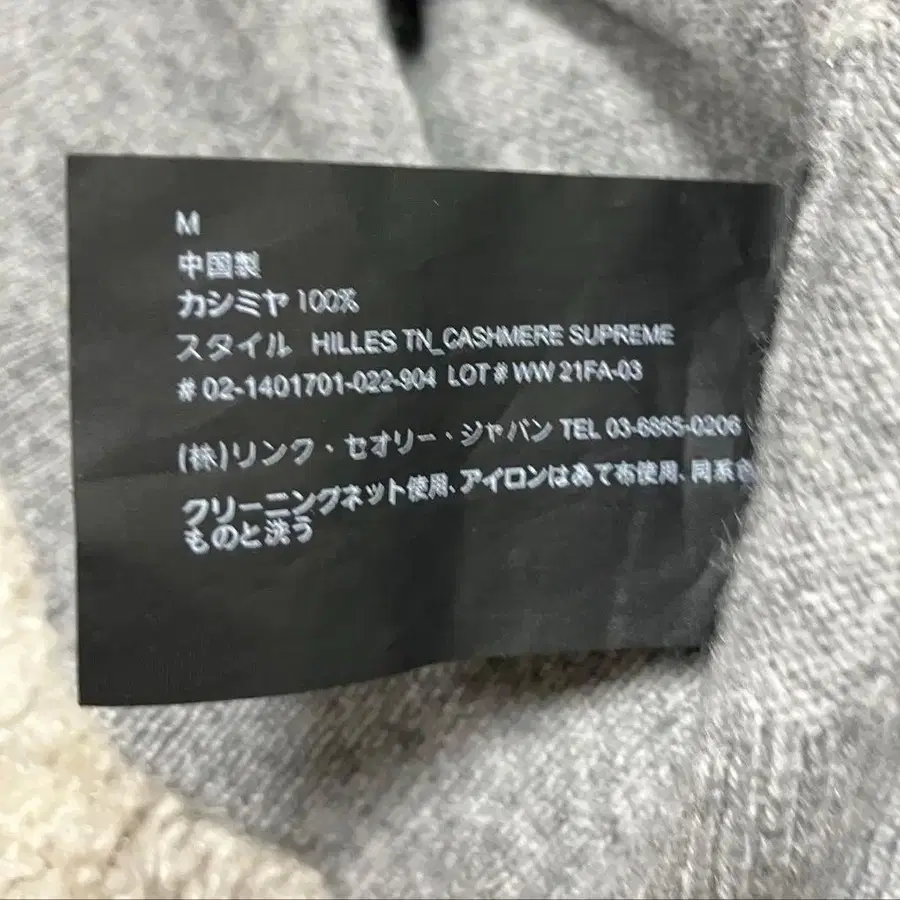 M
中国製
カシミヤ 100%
スタイル HILLES TN_CASHMERE SUPREME
# 02-1401701-022-904 LOT# WW 21FA-03
(株)リンク・セオリー・ジャパン TEL 03-6865-0206
クリーニングネット使用、アイロンはあて布使用、同系色
ものと洗う